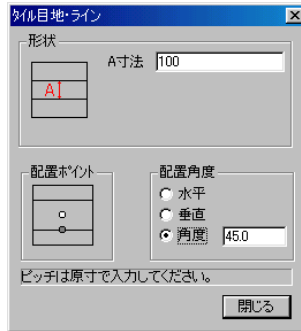 ﾀｲﾙ目地･ライン
形状
A寸法 100
A
配置ﾎﾟｲﾝﾄ
配置角度
水平
垂直
角度 45.0
ピッチは原寸で入力してください。
閉じる